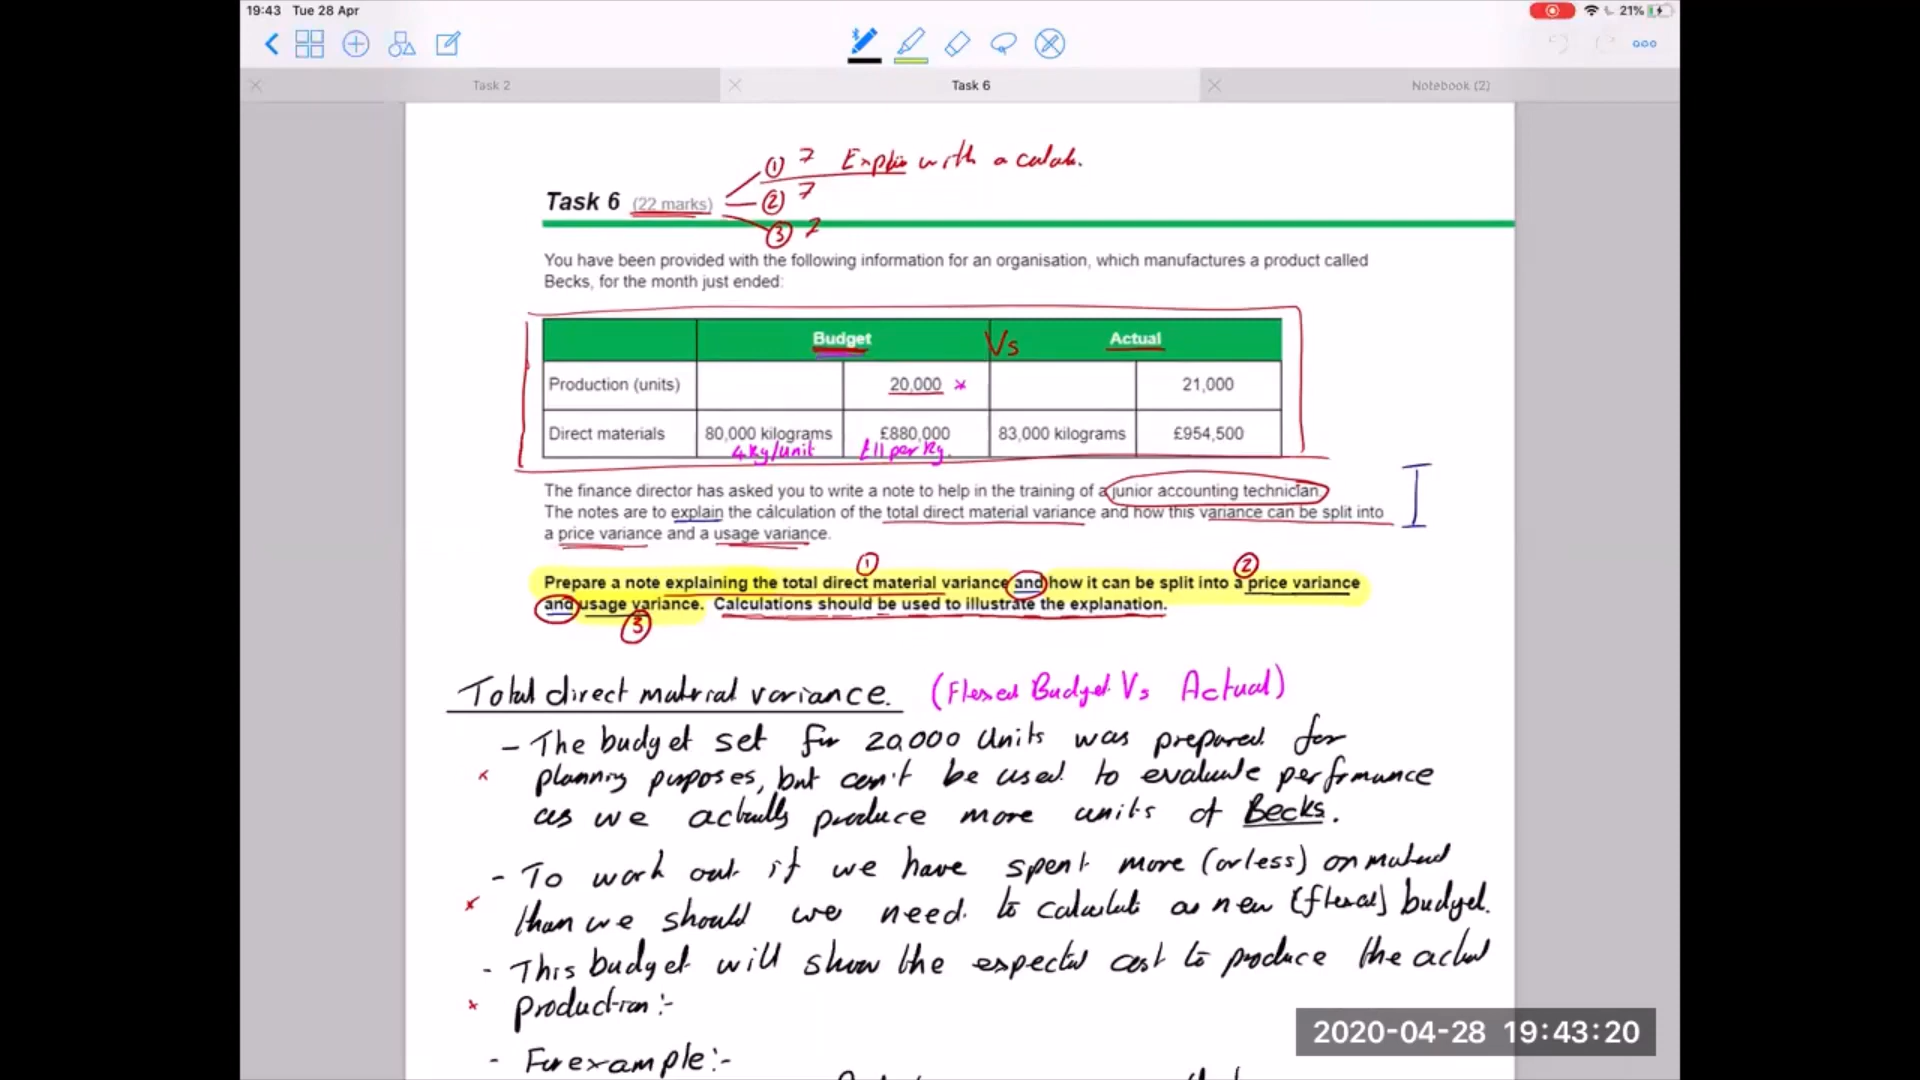 19:43 Tue 28 Apr 21%
Task 2 Task 6 Notebook (2)
① 7 Explain with a calculn.
Task 6 (22 marks) ② 7
③ 7
You have been provided with the following information for an organisation, which manufactures a product called
Becks, for the month just ended:
Budget Vs Actual
Production (units) 20,000 * 21,000
Direct materials 80,000 kilograms £880,000 83,000 kilograms £954,500
4kg/unit £11 per kg.
The finance director has asked you to write a note to help in the training of a junior accounting technician.
The notes are to explain the calculation of the total direct material variance and how this variance can be split into
a price variance and a usage variance.
① ②
Prepare a note explaining the total direct material variance and how it can be split into a price variance
and usage variance. Calculations should be used to illustrate the explanation.
③
Total direct material variance. (Flexed Budget Vs Actual)
- The budget set for 20,000 Units was prepared for
planning purposes, but can't be used to evaluate performance
as we actually produce more units of Becks.
- To work out if we have spent more (or less) on material
than we should we need to calculate a new [flexed] budget.
- This budget will show the expected cost to produce the actual
production:-
- For example:-
2020-04-28 19:43:20